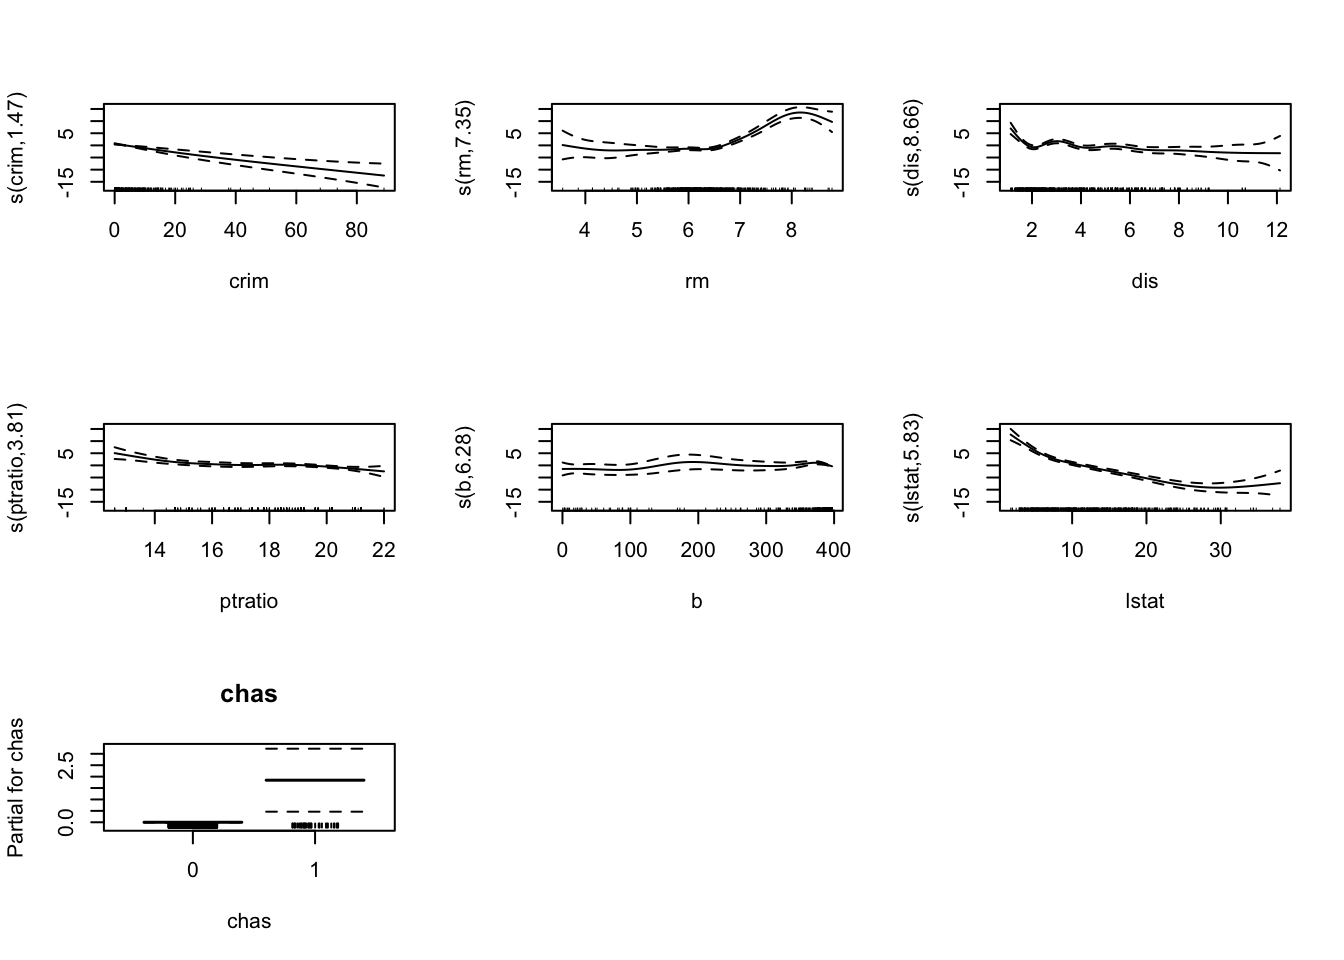 s(crim,1.47)
5
-15
0 20 40 60 80
crim
s(rm,7.35)
5
-15
4 5 6 7 8
rm
s(dis,8.66)
5
-15
2 4 6 8 10 12
dis
s(ptratio,3.81)
5
-15
14 16 18 20 22
ptratio
s(b,6.28)
5
-15
0 100 200 300 400
b
s(lstat,5.83)
5
-15
10 20 30
lstat
chas
Partial for chas
2.5
0.0
0 1
chas